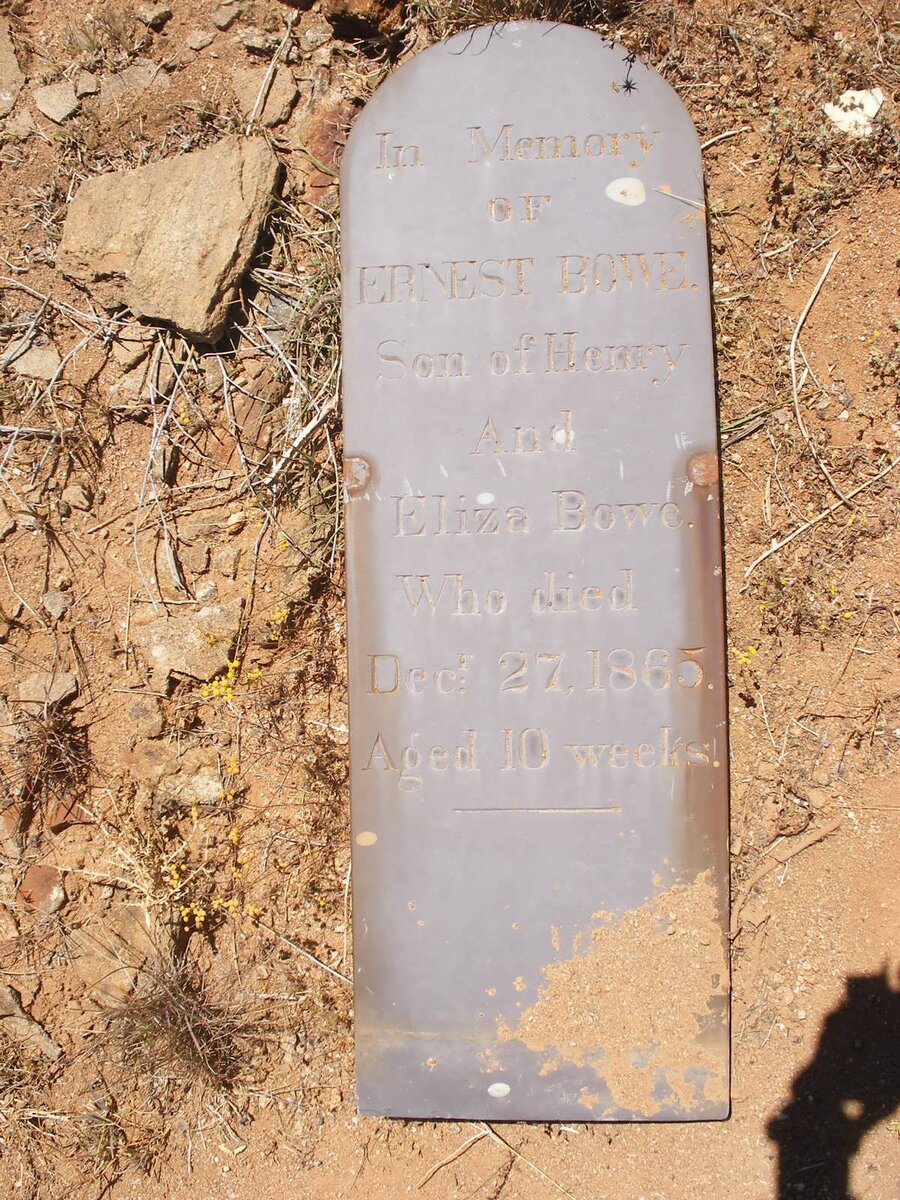 In Memory
OF
ERNEST BOWE.
Son of Henry
And
Eliza Bowe.
Who died
Decr. 27, 1865.
Aged 10 weeks.